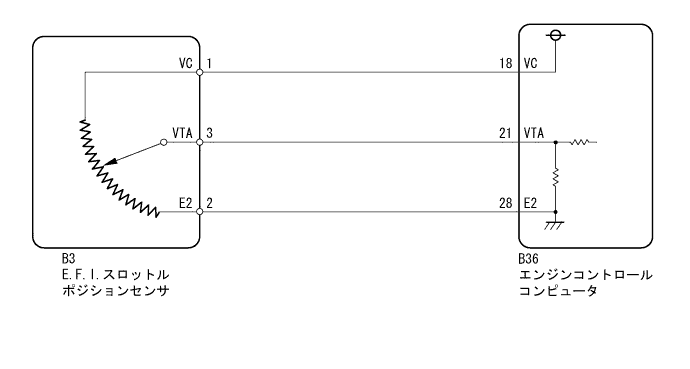 VC 1 18 VC
VTA 3 21 VTA
E2 2 28 E2
B3
E.F.I.スロットル
ポジションセンサ
B36
エンジンコントロール
コンピュータ